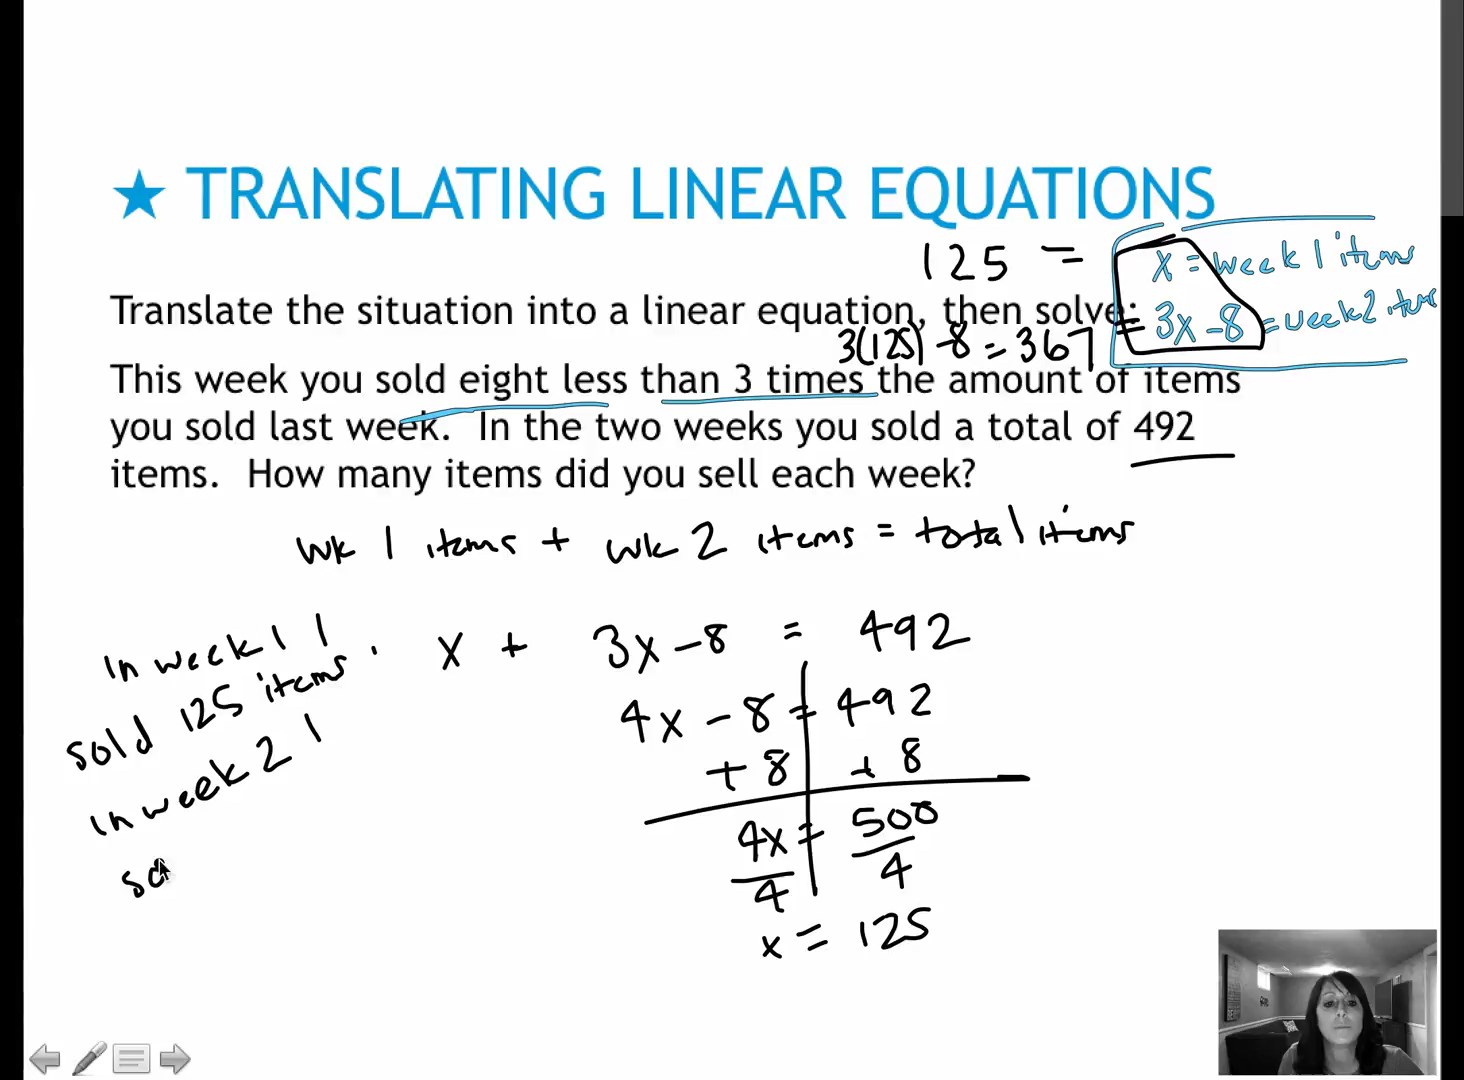 ★ TRANSLATING LINEAR EQUATIONS
125 = x = week 1 items
Translate the situation into a linear equation, then solve:
3(125) -8 = 367 = 3x -8 = week 2 items
This week you sold eight less than 3 times the amount of items
you sold last week. In the two weeks you sold a total of 492
items. How many items did you sell each week?
wk 1 items + wk 2 items = total items
In week 1 I
sold 125 items.
In week 2 I
so
x + 3x - 8 = 492
4x - 8 = 492
+ 8 + 8
4x = 500
4 4
x = 125